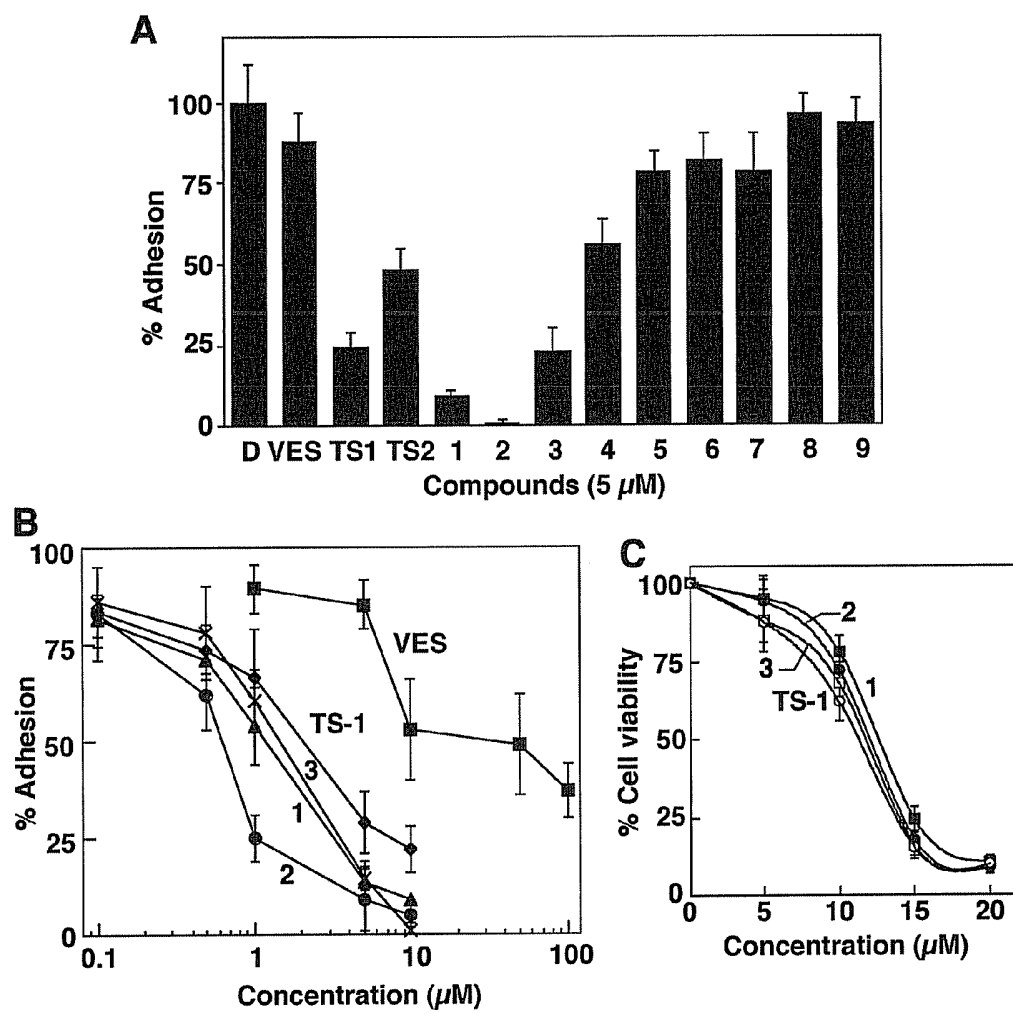 A
% Adhesion
100
75
50
25
0
D VES TS1 TS2 1 2 3 4 5 6 7 8 9
Compounds (5 µM)
B
% Adhesion
100
75
50
25
0
VES
TS-1
3
1
2
0.1 1 10 100
Concentration (µM)
C
% Cell viability
100
75
50
25
0
2
3
1
TS-1
0 5 10 15 20
Concentration (µM)